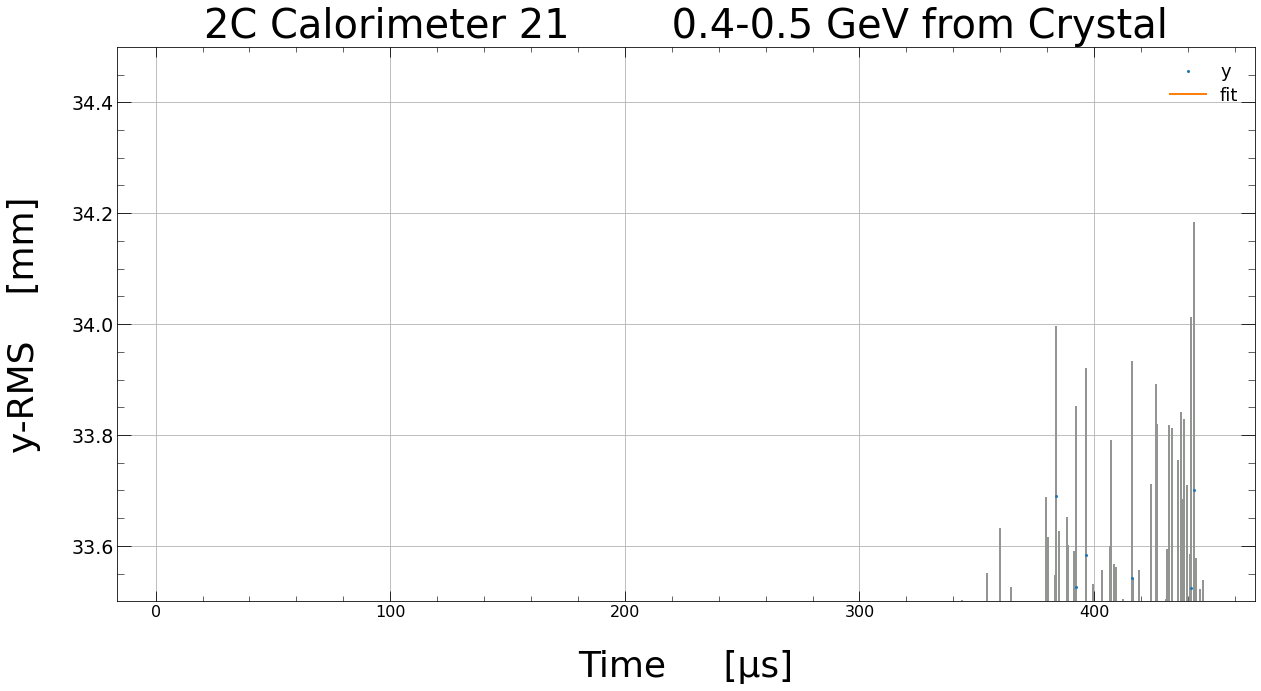 2C Calorimeter 21 0.4-0.5 GeV from Crystal
y
fit
34.4
34.2
34.0
33.8
33.6
y-RMS [mm]
0 100 200 300 400
Time [µs]